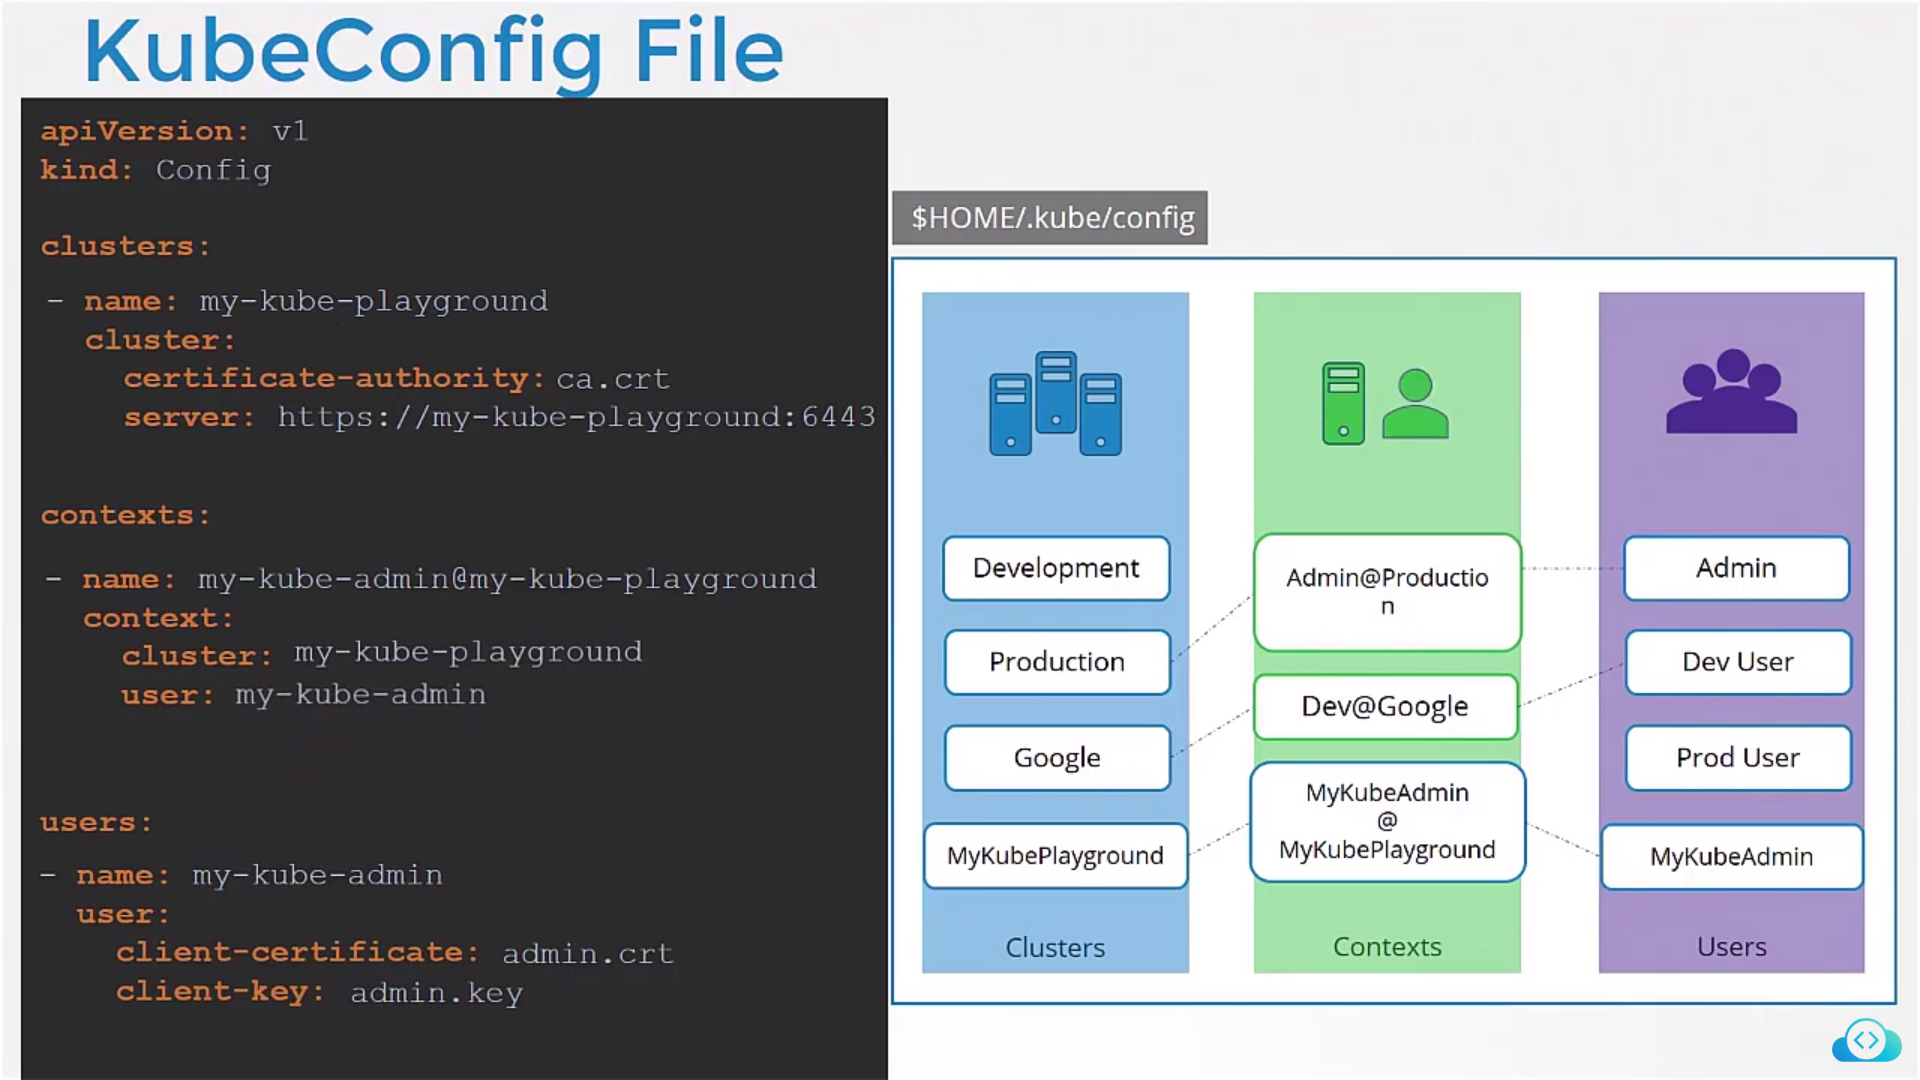 KubeConfig File
apiVersion: v1
kind: Config
clusters:
- name: my-kube-playground
cluster:
certificate-authority: ca.crt
server: https://my-kube-playground:6443
contexts:
- name: my-kube-admin@my-kube-playground
context:
cluster: my-kube-playground
user: my-kube-admin
users:
- name: my-kube-admin
user:
client-certificate: admin.crt
client-key: admin.key
$HOME/.kube/config
Development
Production
Google
MyKubePlayground
Clusters
Admin@Productio
n
Dev@Google
MyKubeAdmin
@
MyKubePlayground
Contexts
Admin
Dev User
Prod User
MyKubeAdmin
Users